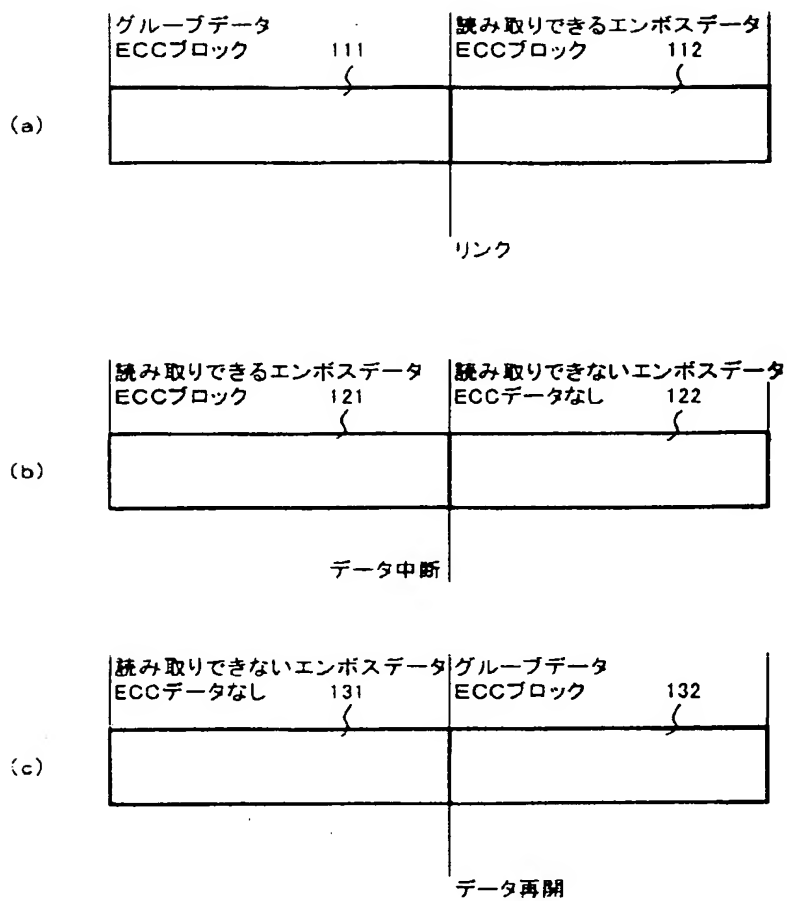 グループデータ
ECCブロック 111
読み取りできるエンボスデータ
ECCブロック 112
(a)
リンク
読み取りできるエンボスデータ
ECCブロック 121
読み取りできないエンボスデータ
ECCデータなし 122
(b)
データ中断
読み取りできないエンボスデータ
ECCデータなし 131
グループデータ
ECCブロック 132
(c)
データ再開